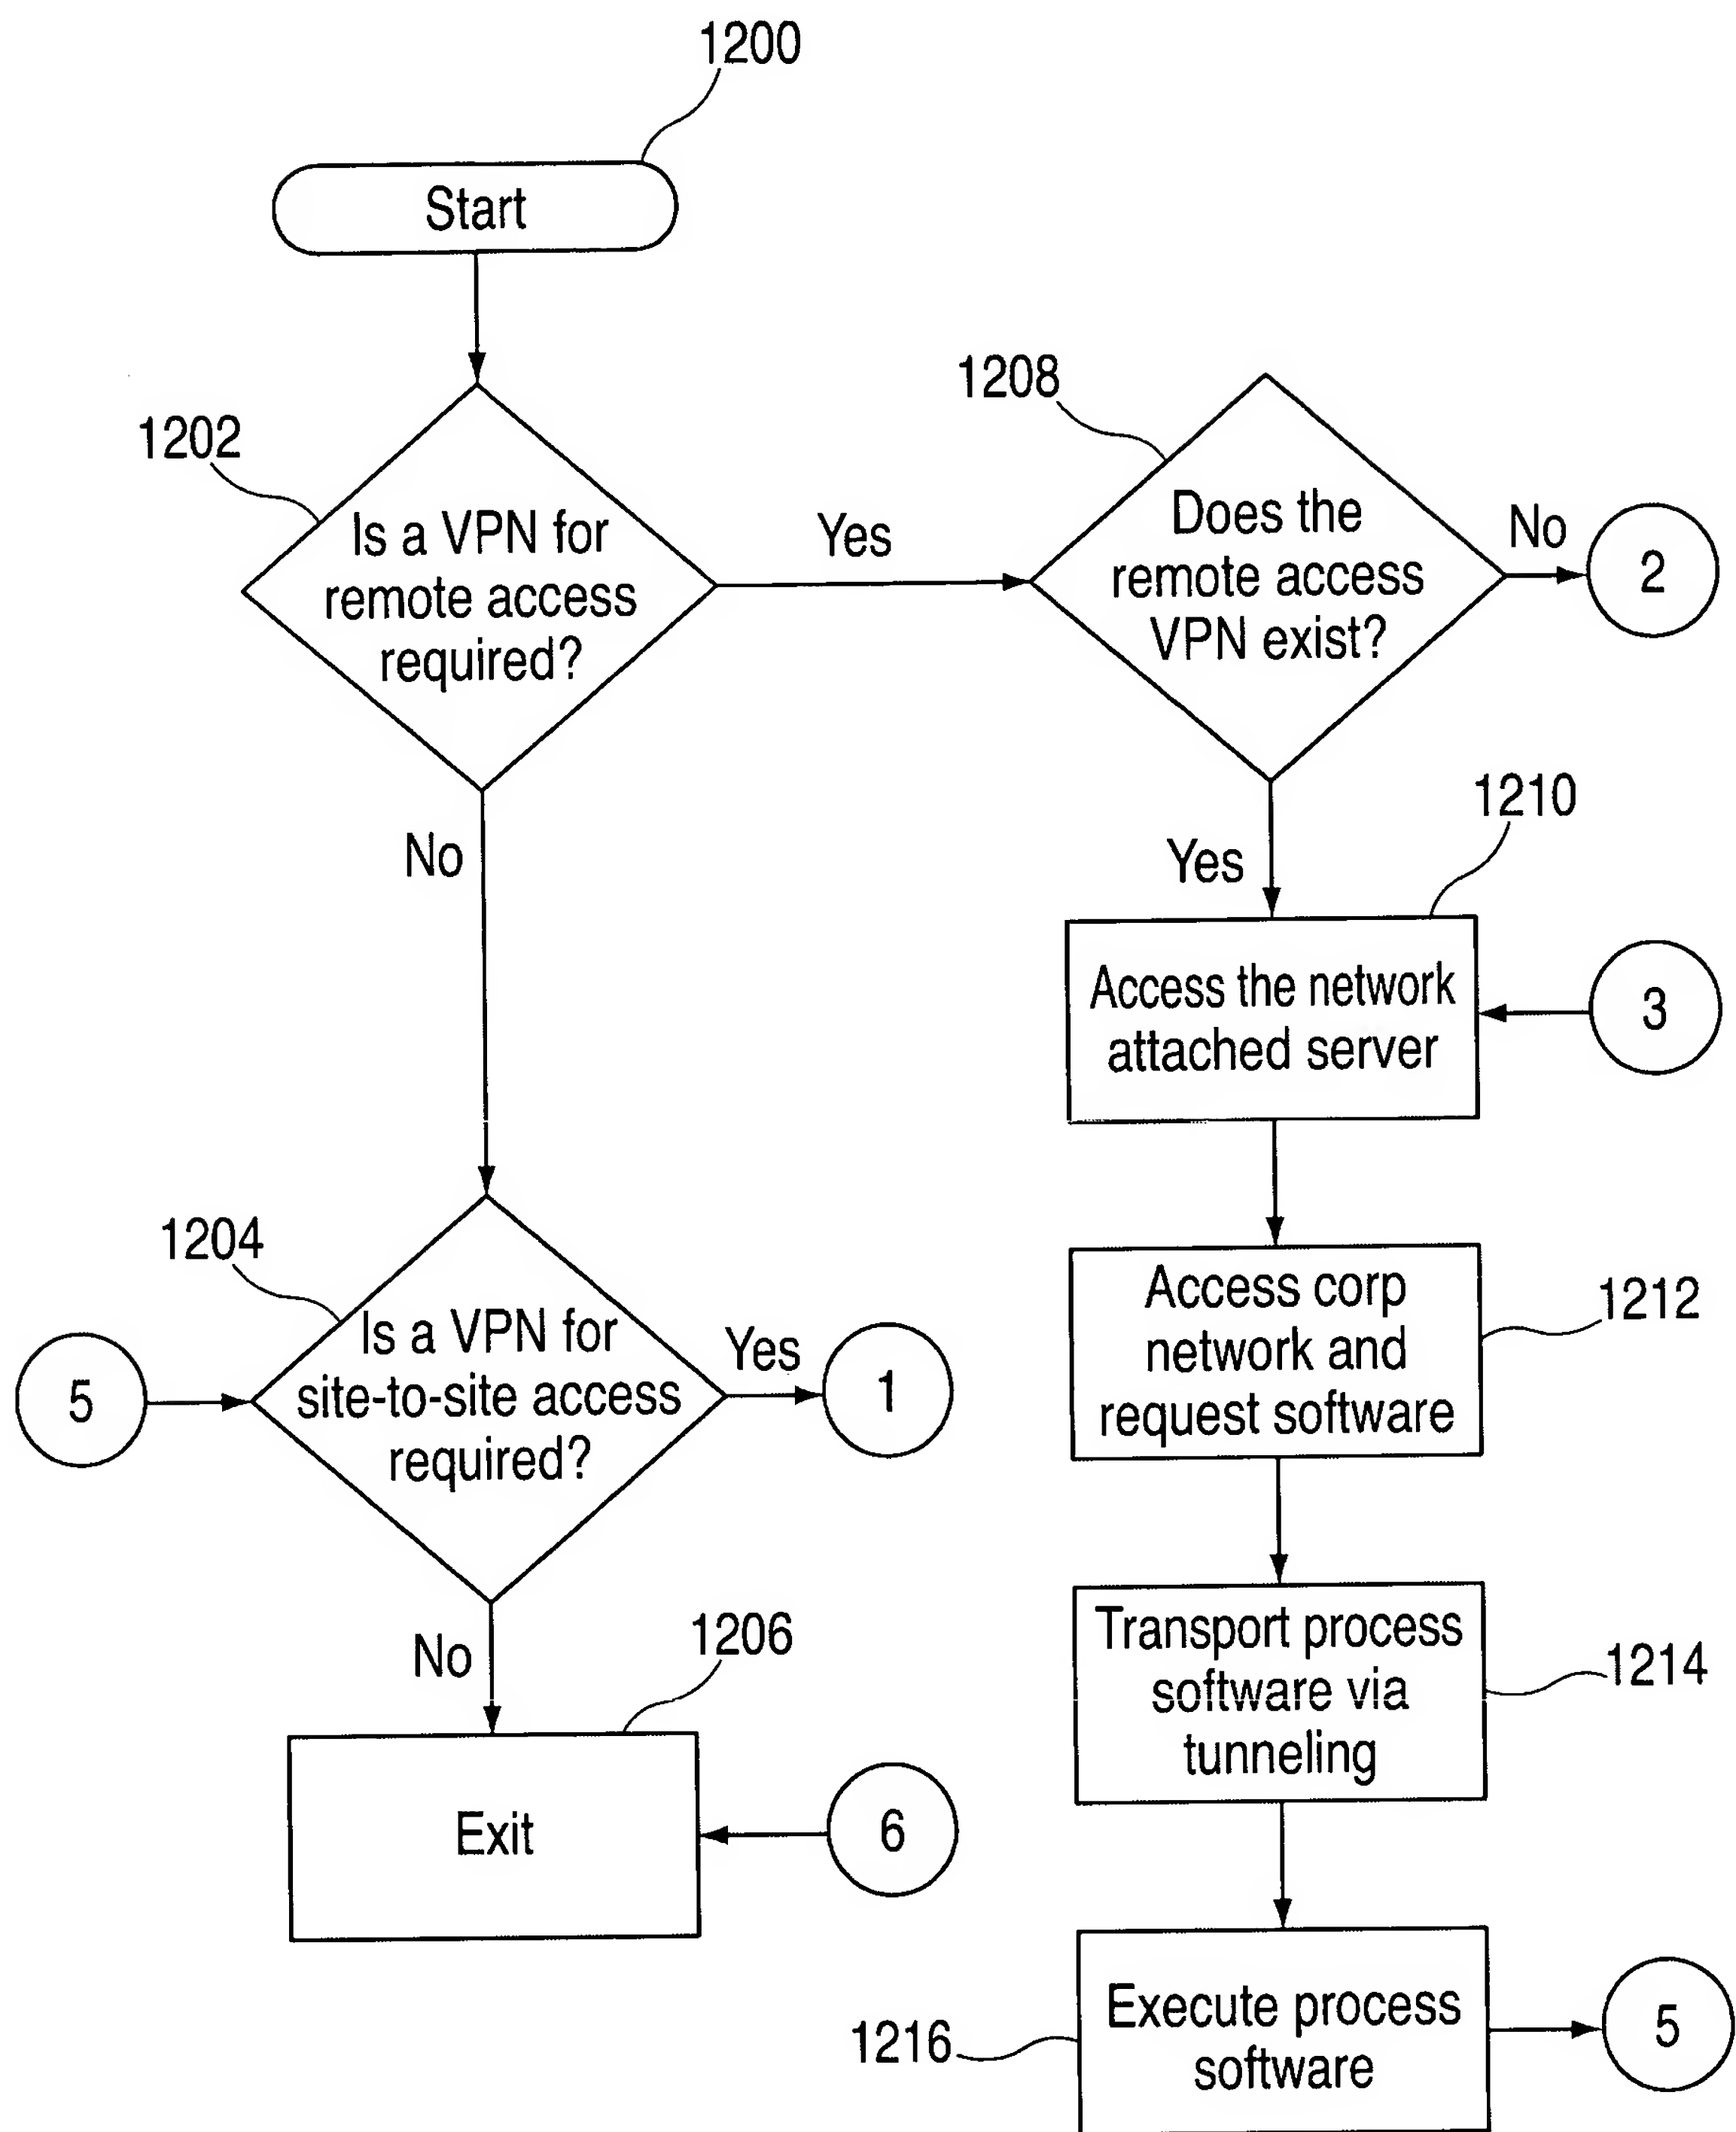 1200
Start
1202
Is a VPN for
remote access
required?
Yes
1208
Does the
remote access
VPN exist?
No
2
No
Yes
1210
Access the network
attached server
3
1204
5
Is a VPN for
site-to-site access
required?
Yes
1
Access corp
network and
request software
1212
No
1206
Exit
6
Transport process
software via
tunneling
1214
1216
Execute process
software
5